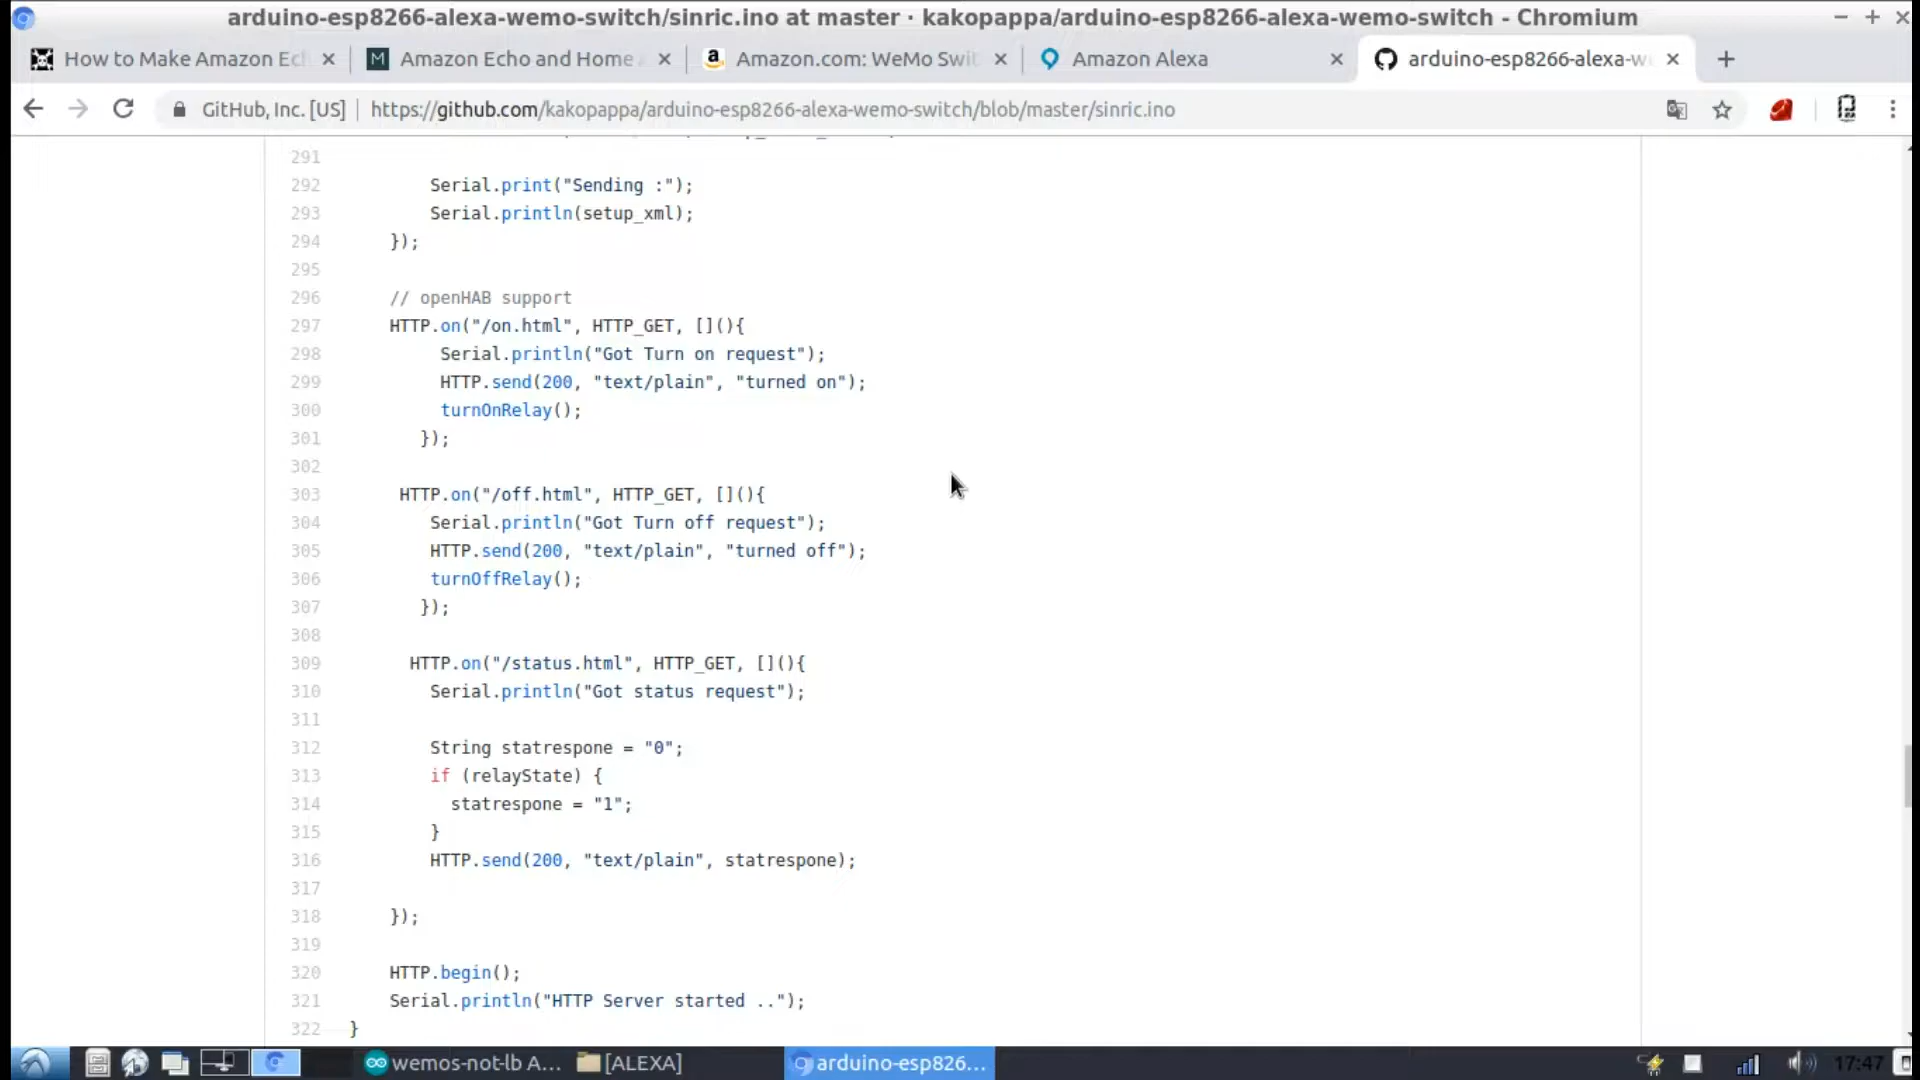 arduino-esp8266-alexa-wemo-switch/sinric.ino at master · kakopappa/arduino-esp8266-alexa-wemo-switch - Chromium
How to Make Amazon Ec
Amazon Echo and Home
Amazon.com: WeMo Swit
Amazon Alexa
arduino-esp8266-alexa-w
GitHub, Inc. [US] | https://github.com/kakopappa/arduino-esp8266-alexa-wemo-switch/blob/master/sinric.ino
291
292 Serial.print("Sending :");
293 Serial.println(setup_xml);
294 });
295
296 // openHAB support
297 HTTP.on("/on.html", HTTP_GET, [](){
298 Serial.println("Got Turn on request");
299 HTTP.send(200, "text/plain", "turned on");
300 turnOnRelay();
301 });
302
303 HTTP.on("/off.html", HTTP_GET, [](){
304 Serial.println("Got Turn off request");
305 HTTP.send(200, "text/plain", "turned off");
306 turnOffRelay();
307 });
308
309 HTTP.on("/status.html", HTTP_GET, [](){
310 Serial.println("Got status request");
311
312 String statrespone = "0";
313 if (relayState) {
314 statrespone = "1";
315 }
316 HTTP.send(200, "text/plain", statrespone);
317
318 });
319
320 HTTP.begin();
321 Serial.println("HTTP Server started ..");
322 }
wemos-not-lb A...
[ALEXA]
arduino-esp826...
17:47